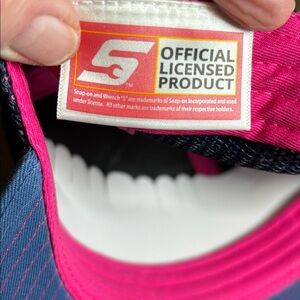 OFFICIAL
LICENSED
PRODUCT
Snap-on and Wrench "S" are trademarks of Snap-on Incorporated and used
under license. All other marks are trademarks of their respective holders.